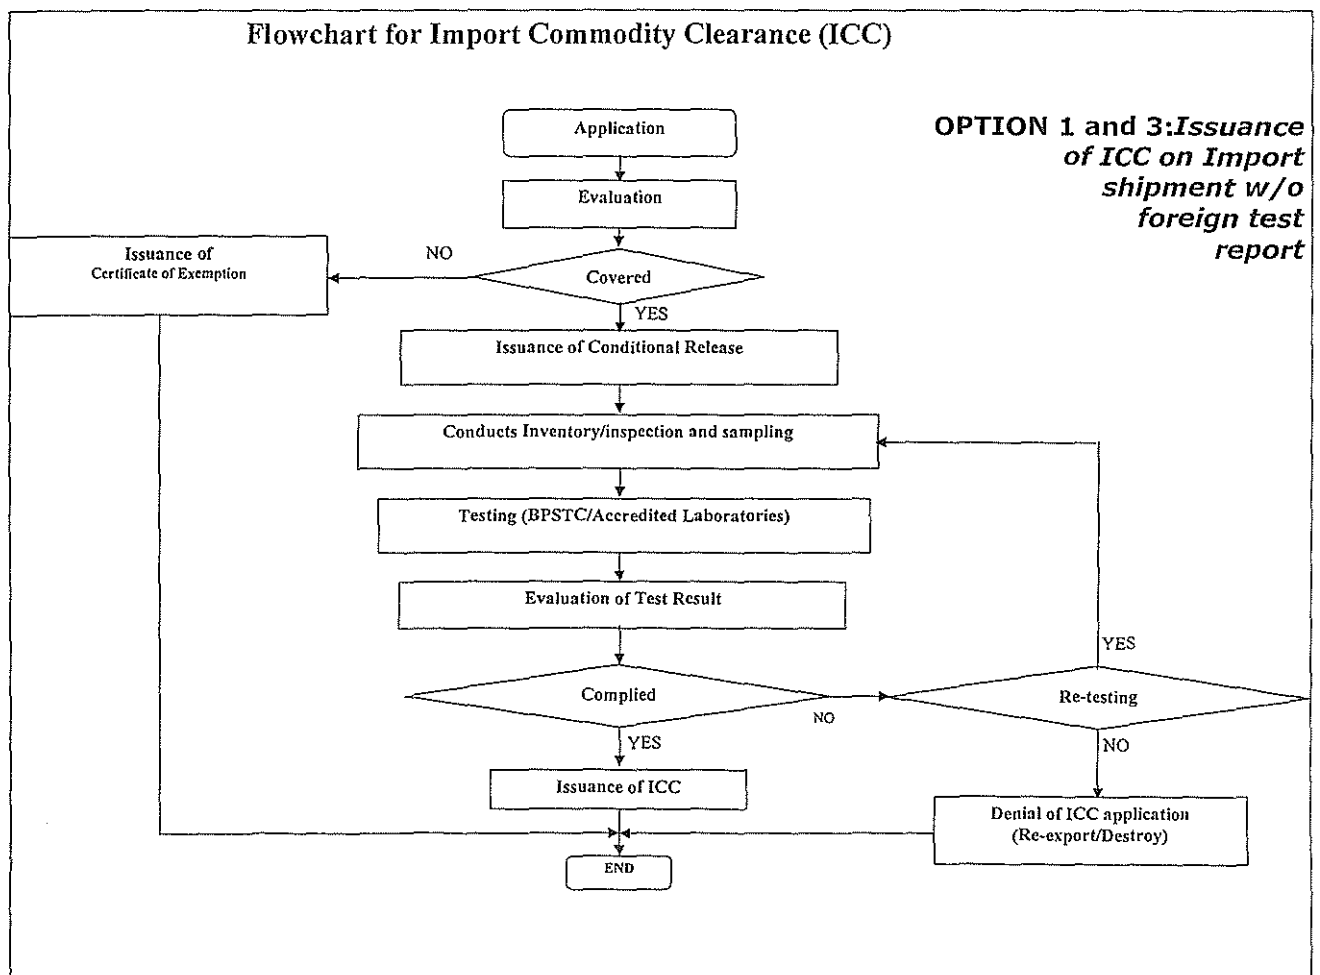 Flowchart for Import Commodity Clearance (ICC)
Application
OPTION 1 and 3:Issuance
of ICC on Import
shipment w/o
foreign test
report
Evaluation
Issuance of
Certificate of Exemption
NO
Covered
YES
Issuance of Conditional Release
Conducts Inventory/inspection and sampling
Testing (BPSTC/Accredited Laboratories)
Evaluation of Test Result
YES
Complied
NO
Re-testing
YES
NO
Issuance of ICC
Denial of ICC application
(Re-export/Destroy)
END